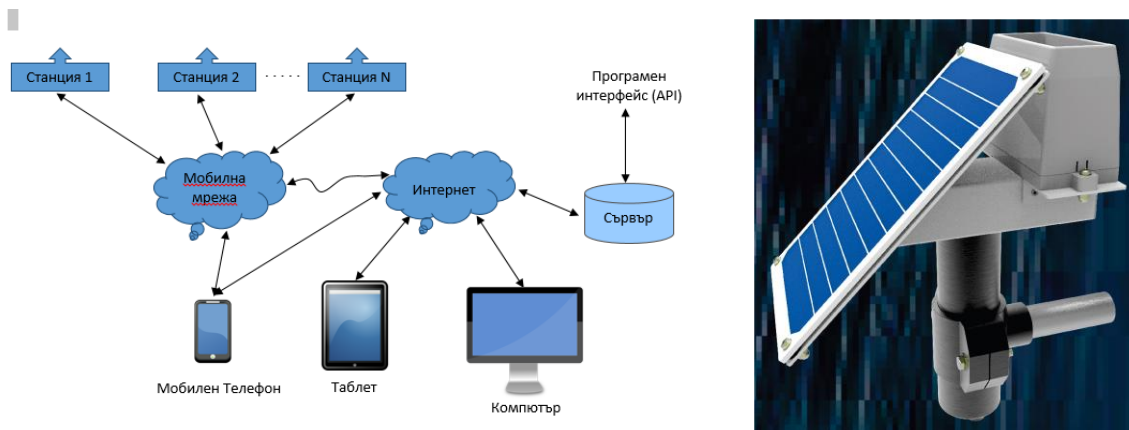 Станция 1
Станция 2
.....
Станция N
Програмен
интерфейс (API)
Мобилна
мрежа
Интернет
Сървър
Мобилен Телефон
Таблет
Компютър